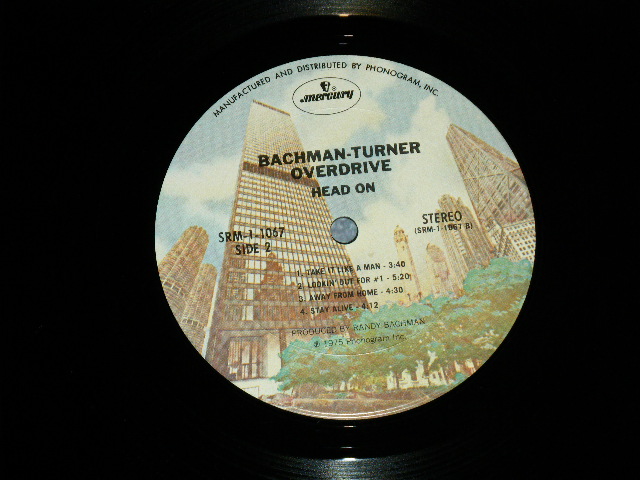 MANUFACTURED AND DISTRIBUTED BY PHONOGRAM, INC.
mercury
BACHMAN-TURNER
OVERDRIVE
HEAD ON
SRM-1-1067
SIDE 2
STEREO
(SRM-1-1067 B)
1. TAKE IT LIKE A MAN - 3:40
2. LOOKIN' OUT FOR #1 - 5:20
3. AWAY FROM HOME - 4:30
4. STAY ALIVE - 4:12
PRODUCED BY RANDY BACHMAN
℗ 1975 Phonogram Inc.